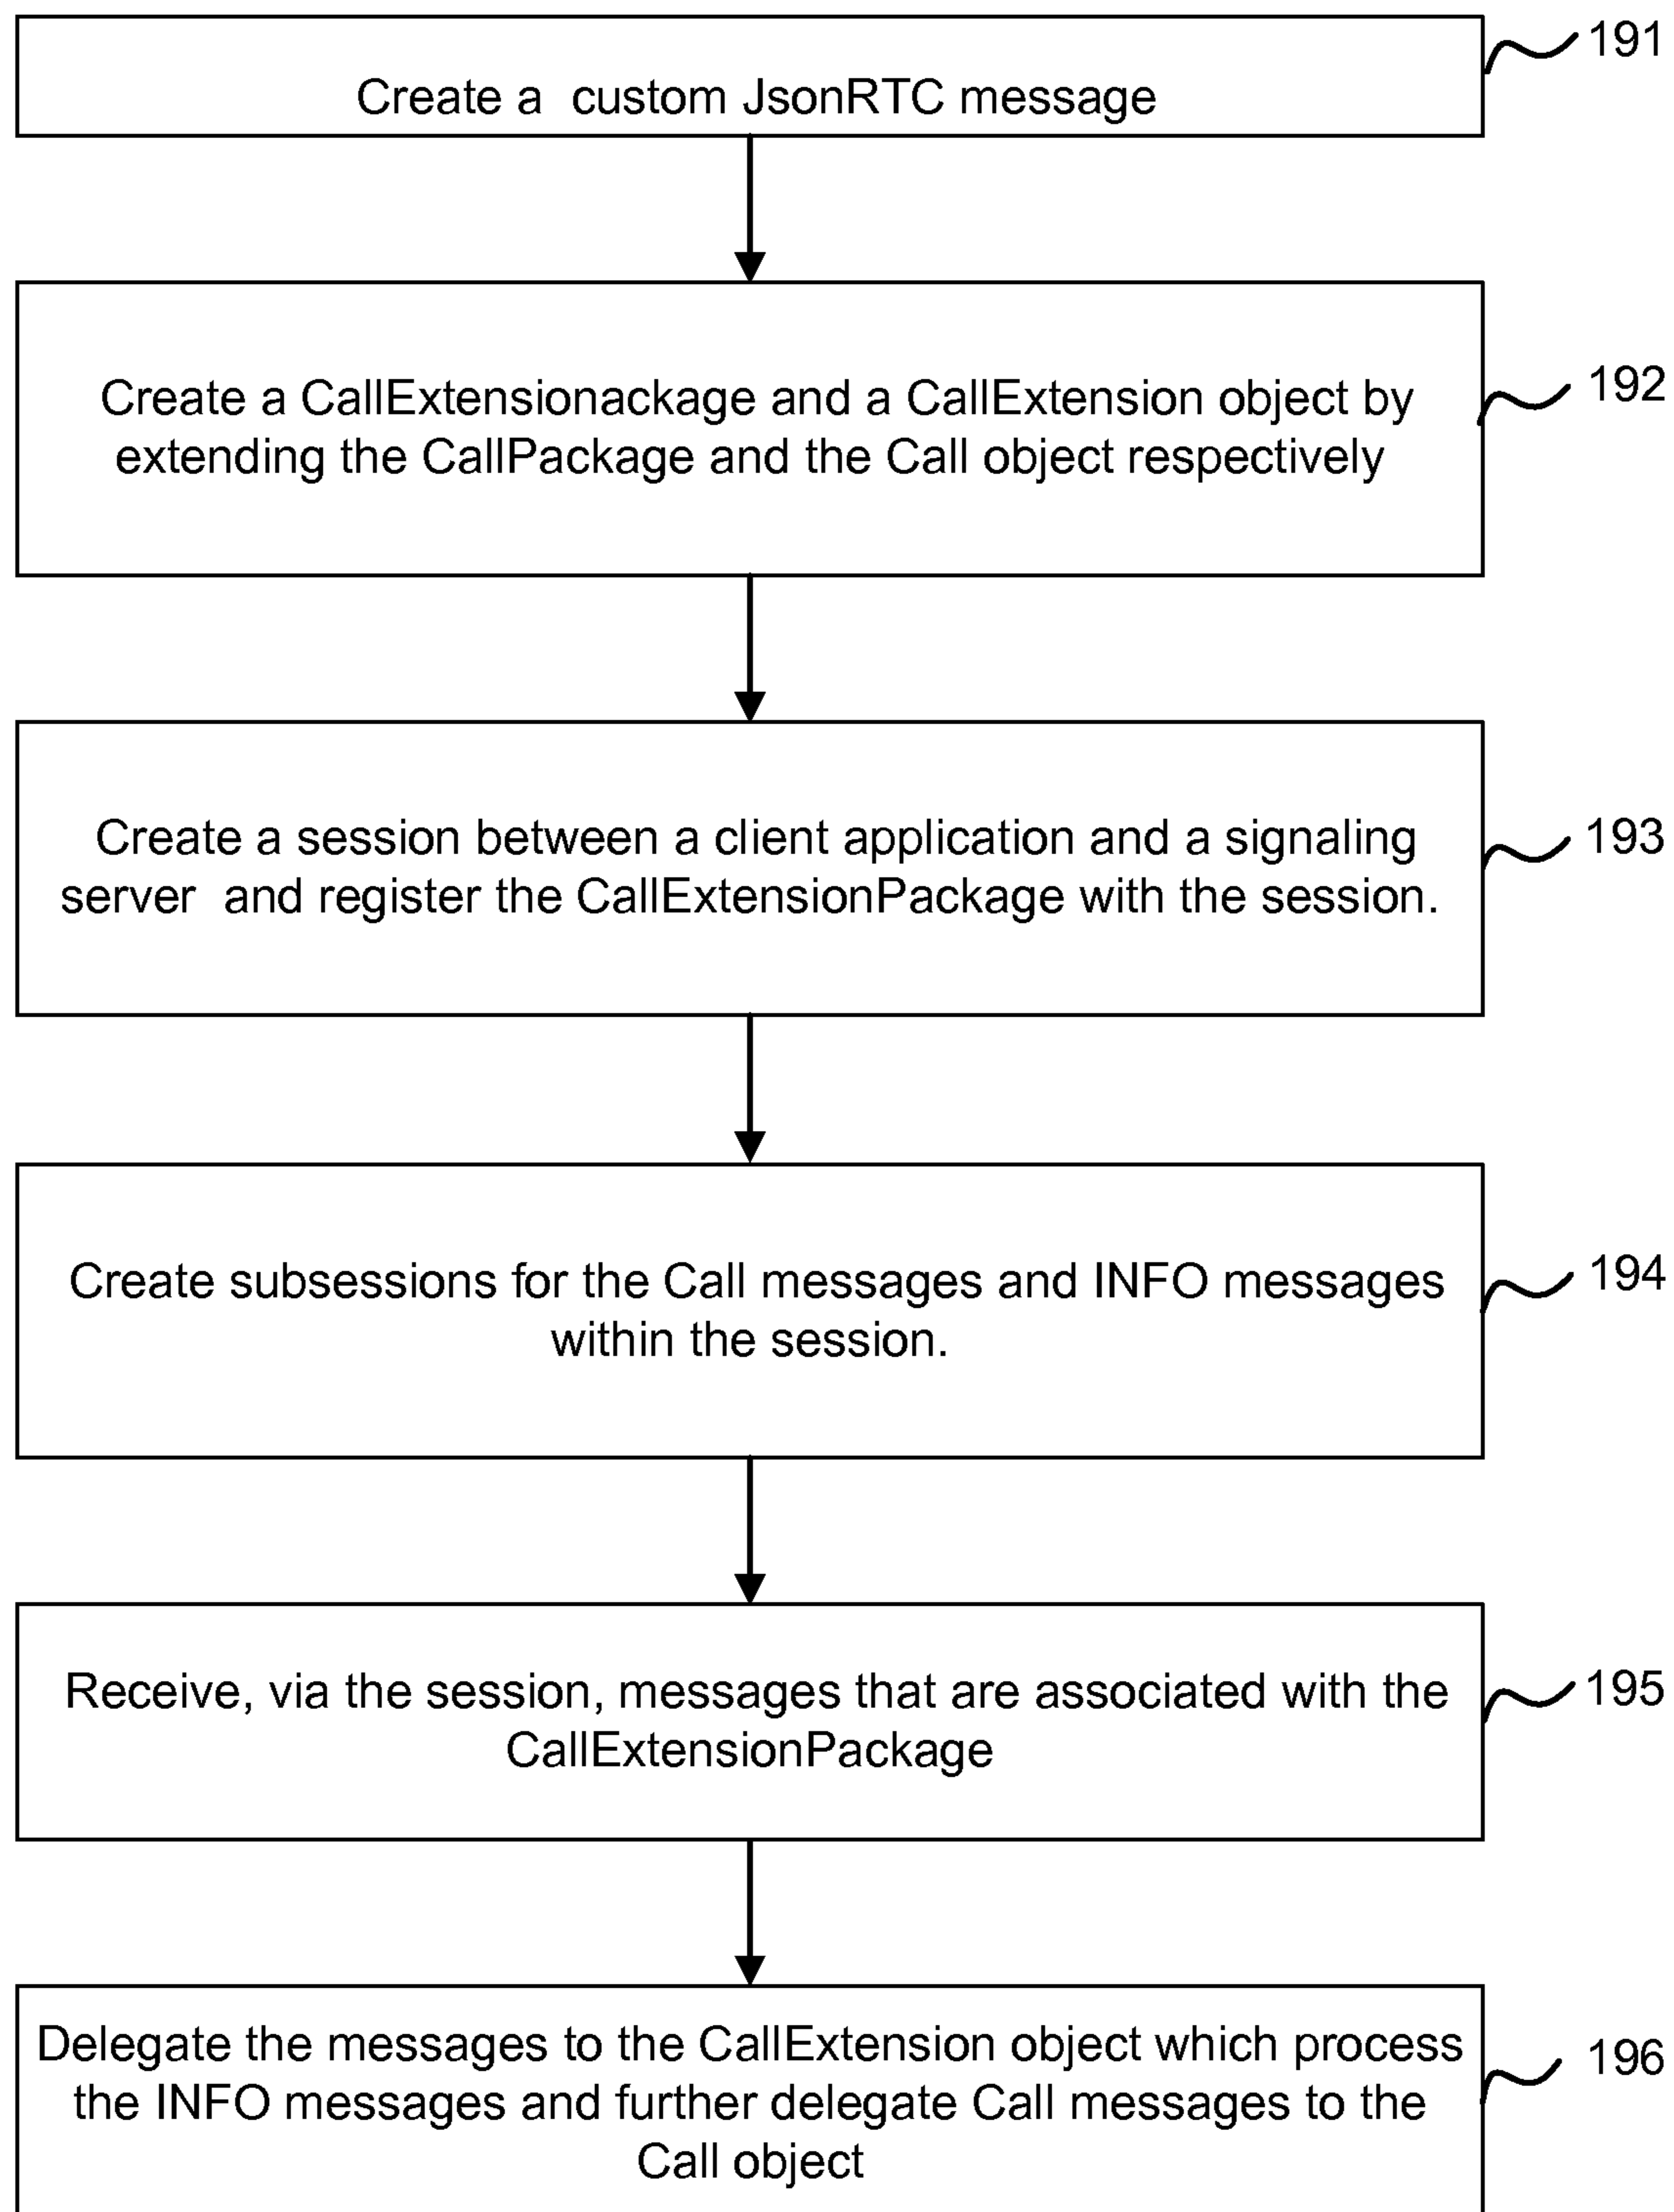 191
Create a custom JsonRTC message
192
Create a CallExtensionackage and a CallExtension object by
extending the CallPackage and the Call object respectively
193
Create a session between a client application and a signaling
server and register the CallExtensionPackage with the session.
194
Create subsessions for the Call messages and INFO messages
within the session.
195
Receive, via the session, messages that are associated with the
CallExtensionPackage
196
Delegate the messages to the CallExtension object which process
the INFO messages and further delegate Call messages to the
Call object